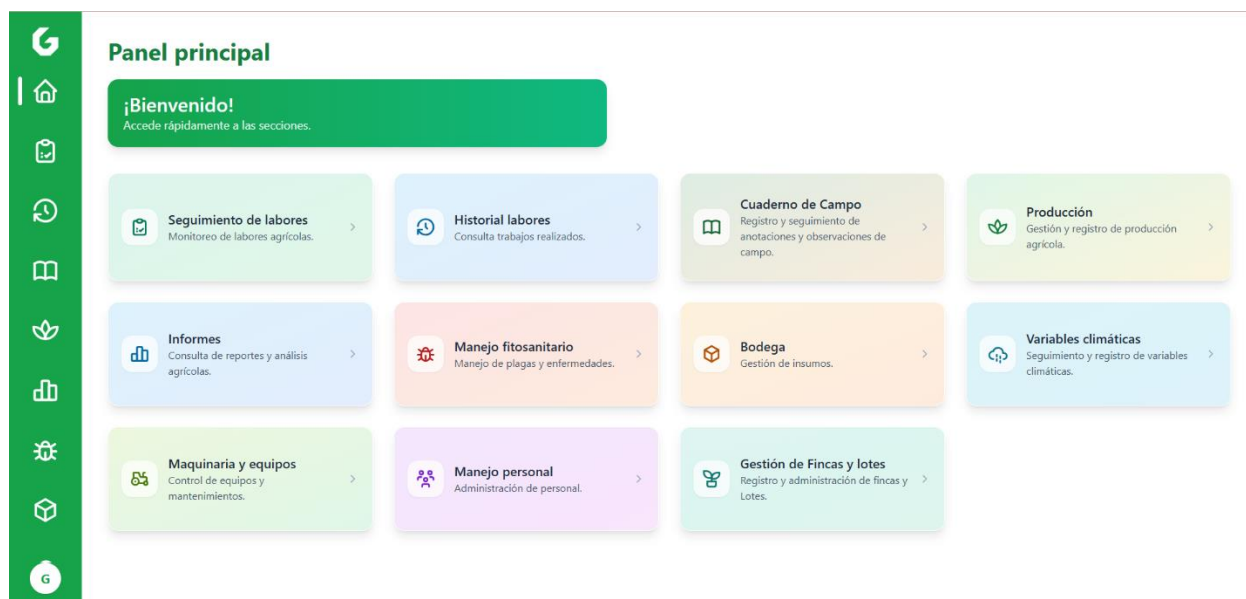 G
Panel principal
¡Bienvenido!
Accede rápidamente a las secciones.
Seguimiento de labores
Monitoreo de labores agrícolas.
Historial labores
Consulta trabajos realizados.
Cuaderno de Campo
Registro y seguimiento de
anotaciones y observaciones de
campo.
Producción
Gestión y registro de producción
agrícola.
Informes
Consulta de reportes y análisis
agrícolas.
Manejo fitosanitario
Manejo de plagas y enfermedades.
Bodega
Gestión de insumos.
Variables climáticas
Seguimiento y registro de variables
climáticas.
Maquinaria y equipos
Control de equipos y
mantenimientos.
Manejo personal
Administración de personal.
Gestión de Fincas y lotes
Registro y administración de fincas y
Lotes.
G